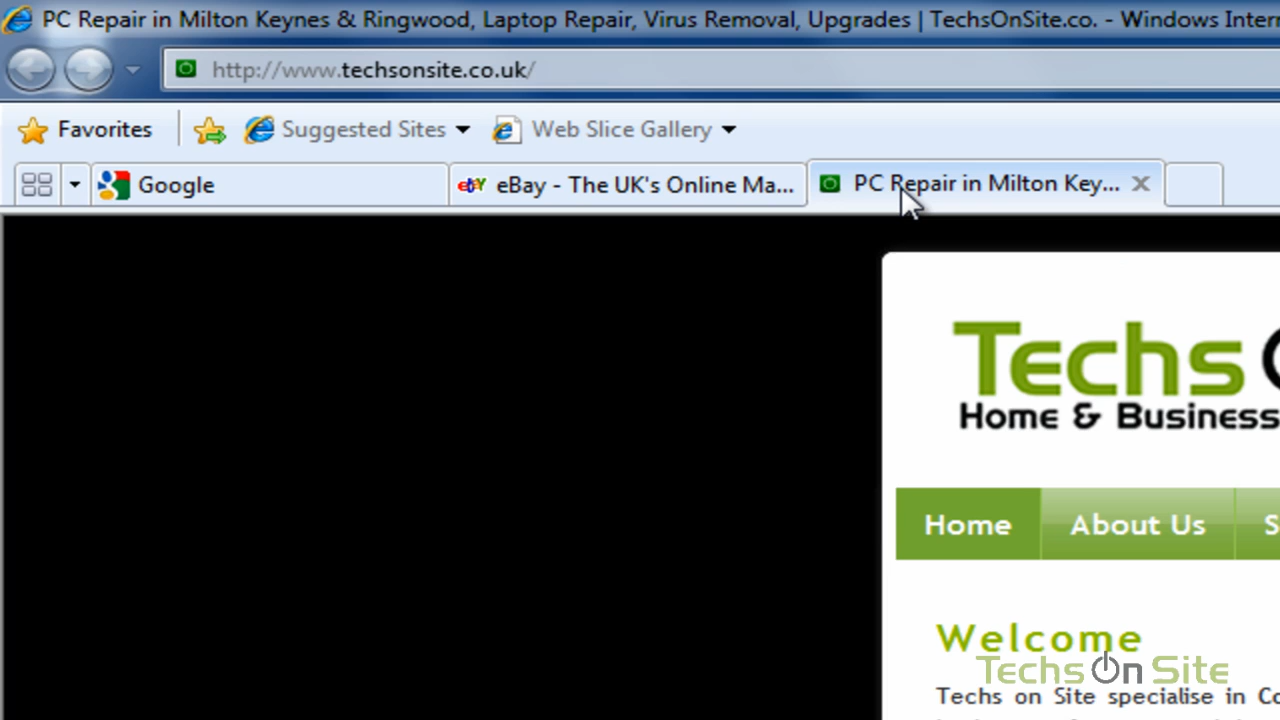 PC Repair in Milton Keynes & Ringwood, Laptop Repair, Virus Removal, Upgrades | TechsOnSite.co. - Windows Inter
http://www.techsonsite.co.uk/
Favorites Suggested Sites Web Slice Gallery
Google eBay - The UK's Online Ma... PC Repair in Milton Key...
Techs
Home & Business
Home About Us S
Welcome
Techs On Site
Techs on Site specialise in Co